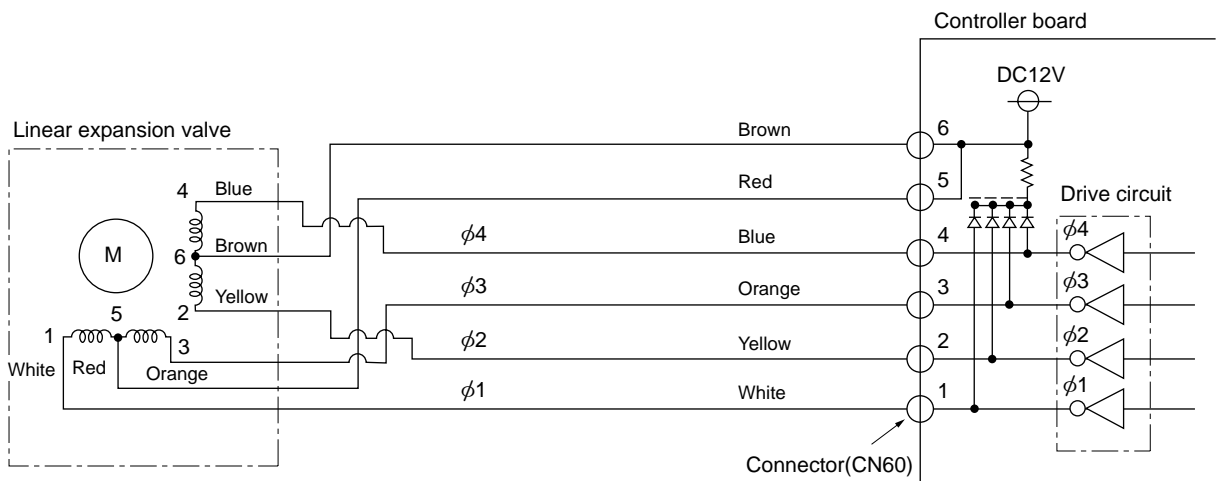 Controller board
DC12V
Linear expansion valve
Brown 6
4 Blue
Red 5
Drive circuit
M
6 Brown
ϕ4 Blue 4 ϕ4
2 Yellow
ϕ3 Orange 3 ϕ3
1 5 3
White Red Orange
ϕ2 Yellow 2 ϕ2
ϕ1 White 1 ϕ1
Connector(CN60)